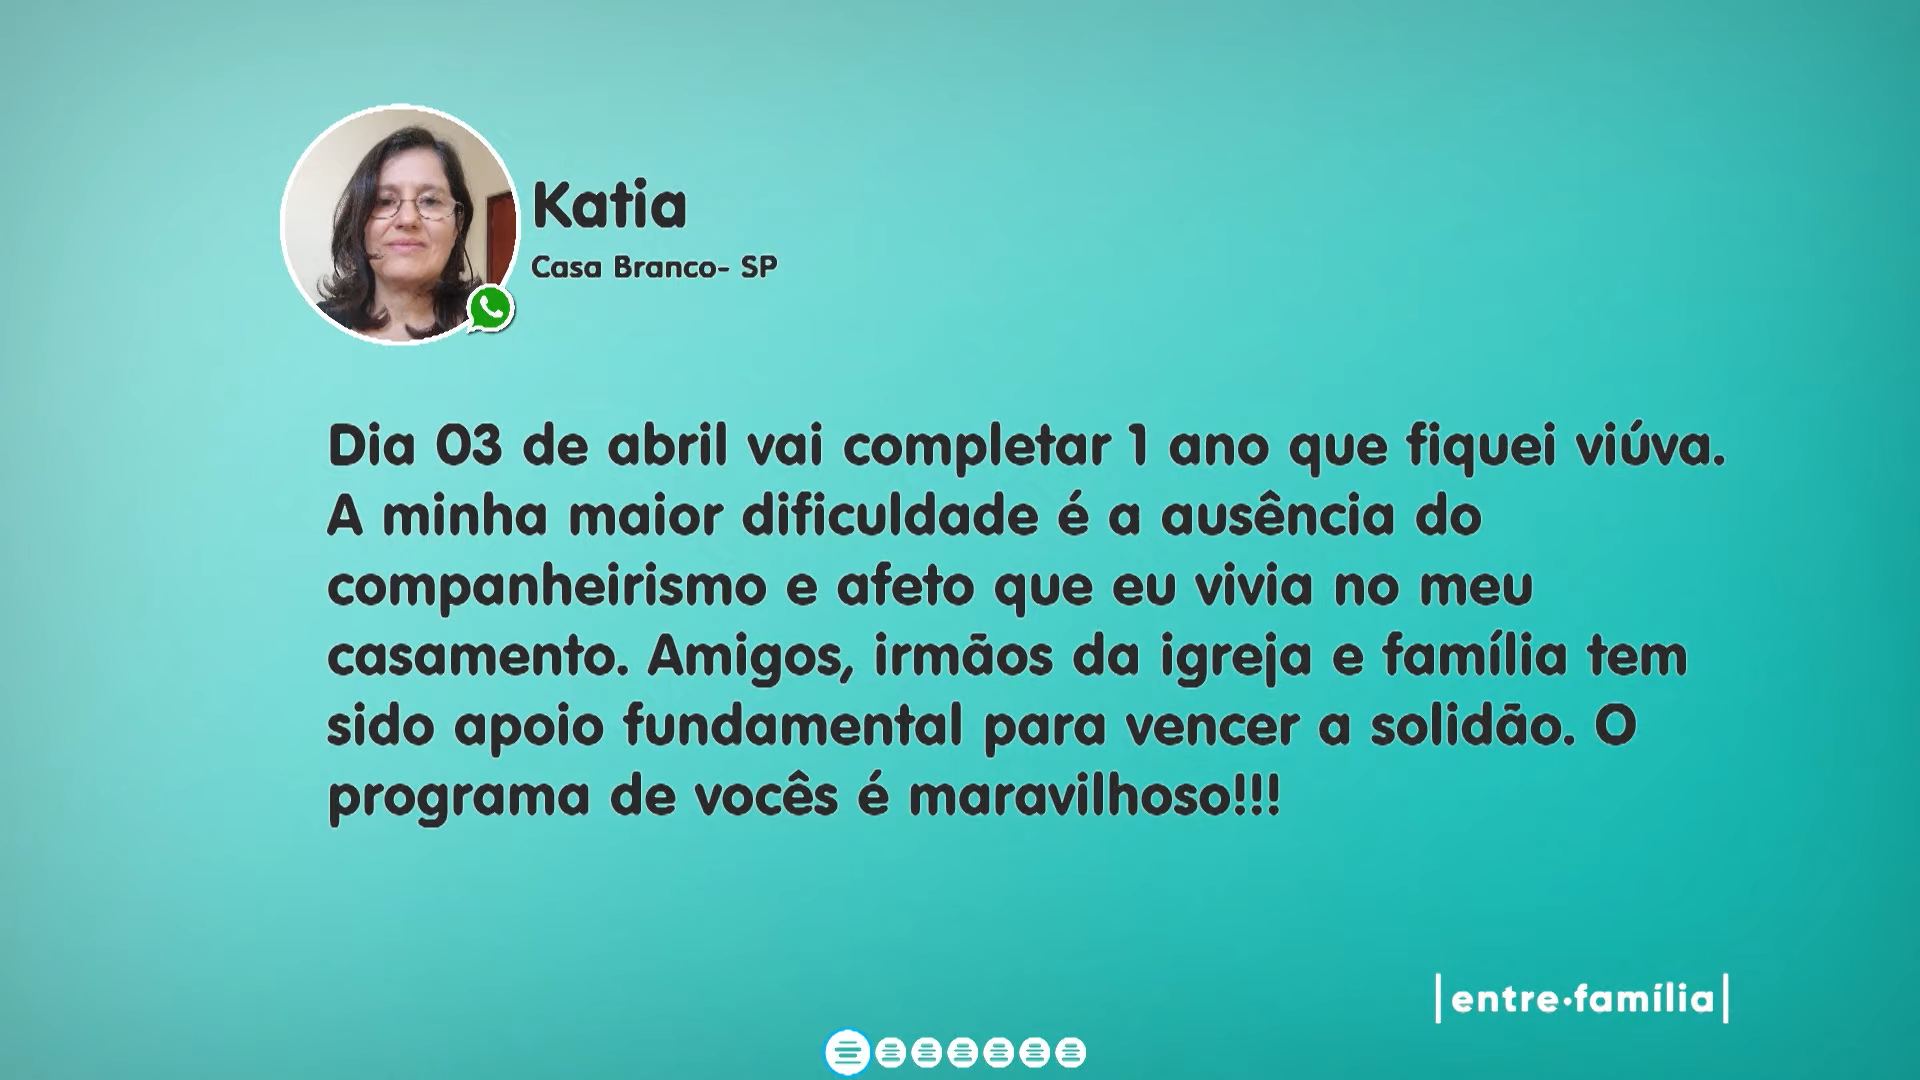 Katia
Casa Branco- SP
Dia 03 de abril vai completar 1 ano que fiquei viúva.
A minha maior dificuldade é a ausência do
companheirismo e afeto que eu vivia no meu
casamento. Amigos, irmãos da igreja e família tem
sido apoio fundamental para vencer a solidão. O
programa de vocês é maravilhoso!!!
|entre·família|